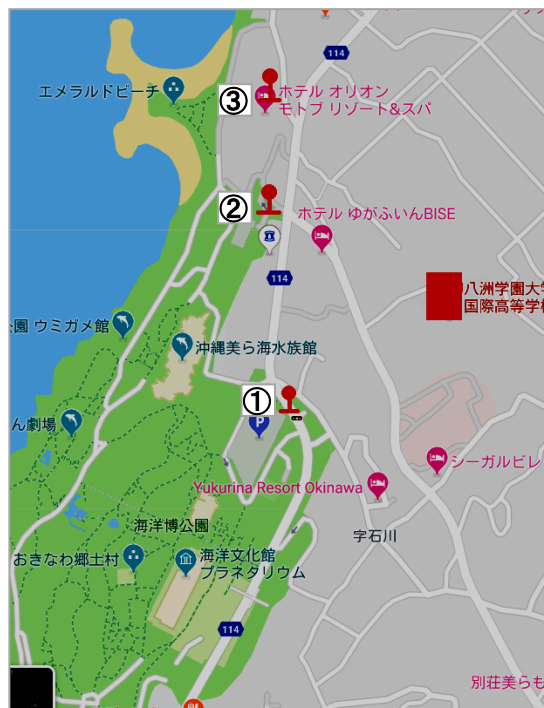 114
エメラルドビーチ
③
ホテル オリオン
モトブ リゾート&スパ
②
ホテル ゆがふいんBISE
114
八洲学園大学
国際高等学校
公園 ウミガメ館
沖縄美ら海水族館
①
P
ん劇場
シーガルビレ
Yukurina Resort Okinawa
海洋博公園
字石川
おきなわ郷土村
海洋文化館
プラネタリウム
114
別荘美らも